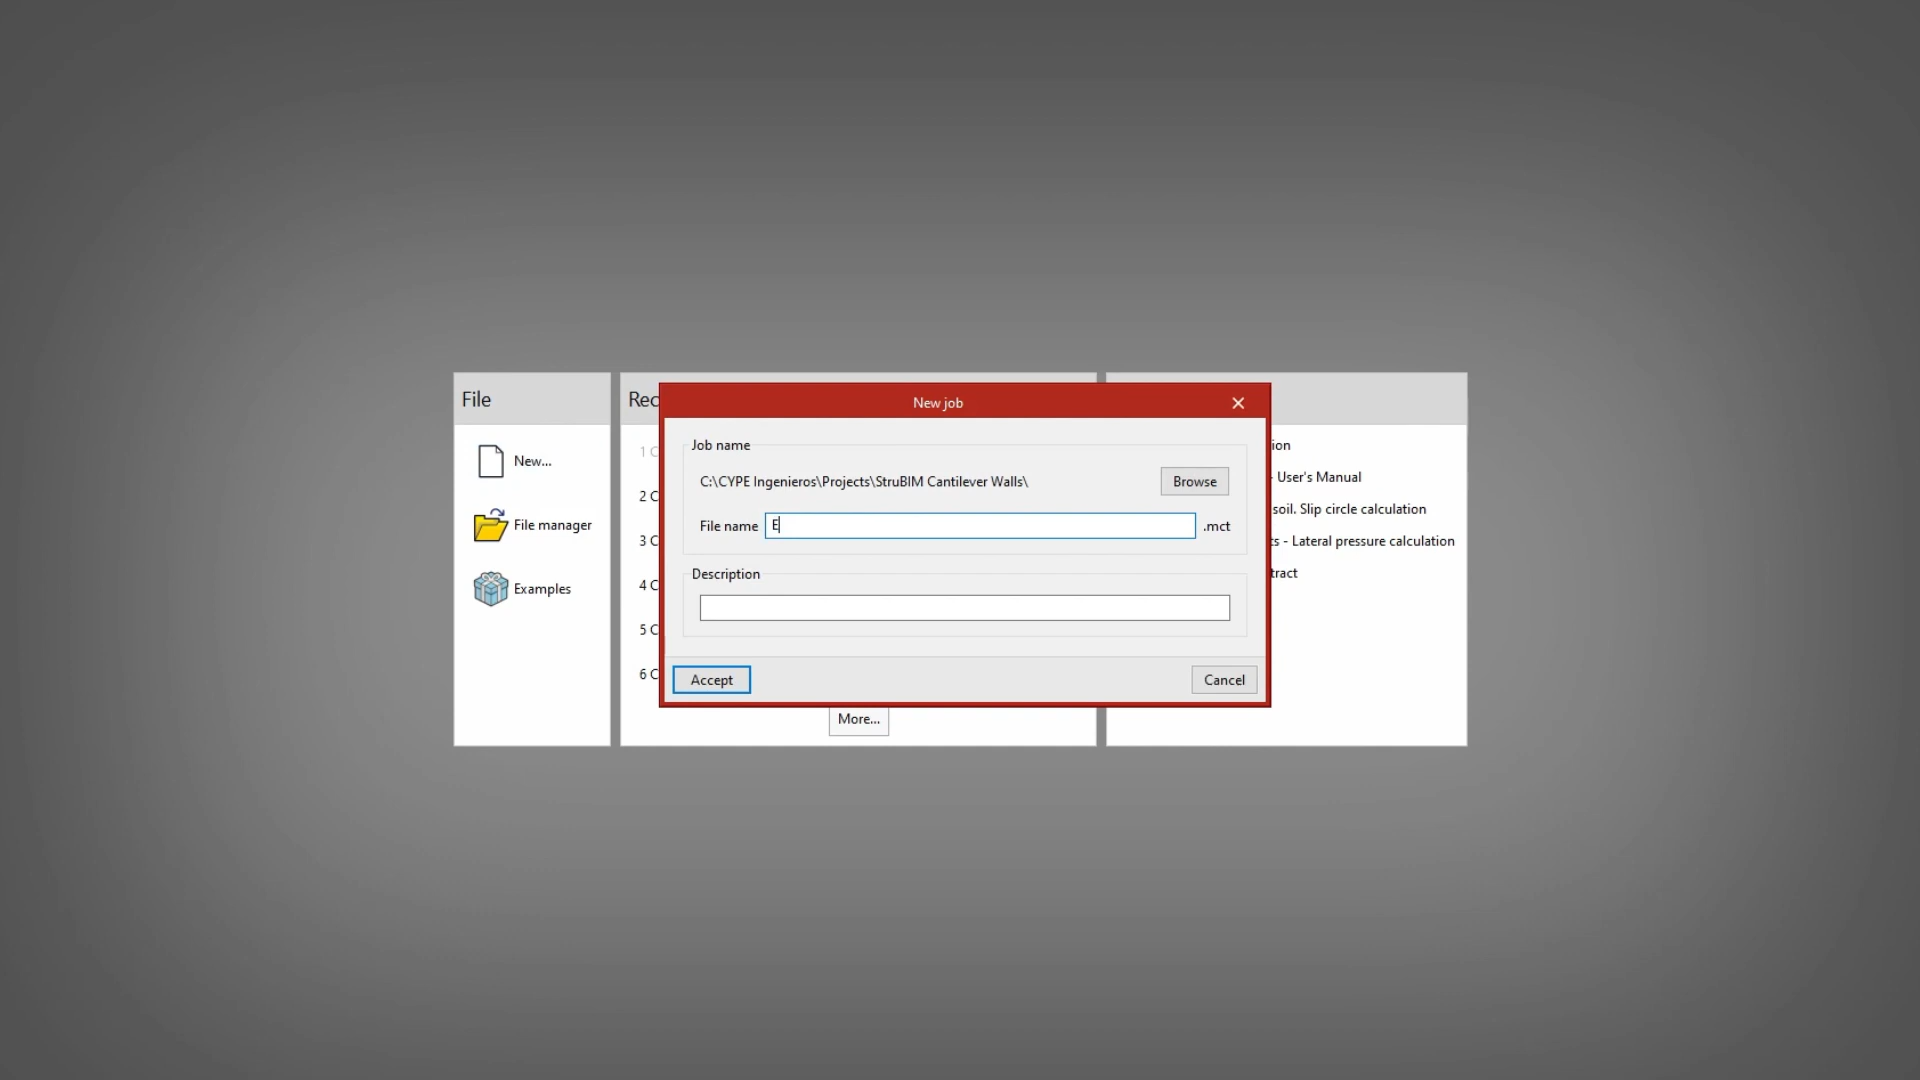 File
New...
File manager
Examples
Rec
1 C
2 C
3 C
4 C
5 C
6 C
More...
New job
Job name
C:\CYPE Ingenieros\Projects\StruBIM Cantilever Walls\
Browse
File name
E
.mct
Description
Accept
Cancel
ion
- User's Manual
soil. Slip circle calculation
ts - Lateral pressure calculation
tract